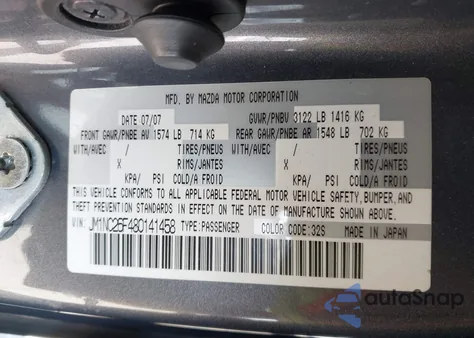 MFD. BY MAZDA MOTOR CORPORATION
DATE 07/07 GVWR/PNBV 3122 LB 1416 KG
FRONT GAWR/PNBE AV 1574 LB 714 KG REAR GAWR/PNBE AR 1548 LB 702 KG
WITH/AVEC / TIRES/PNEUS WITH/AVEC / TIRES/PNEUS
X RIMS/JANTES X RIMS/JANTES
KPA/ PSI COLD/A FROID KPA/ PSI COLD/A FROID
THIS VEHICLE CONFORMS TO ALL APPLICABLE FEDERAL MOTOR VEHICLE SAFETY, BUMPER, AND
THEFT PREVENTION STANDARDS IN EFFECT ON THE DATE OF MANUFACTURE SHOWN ABOVE.
VIN: JM1NC25F480141458 TYPE:PASSENGER COLOR CODE:32S MADE IN JAPAN
autoSnap